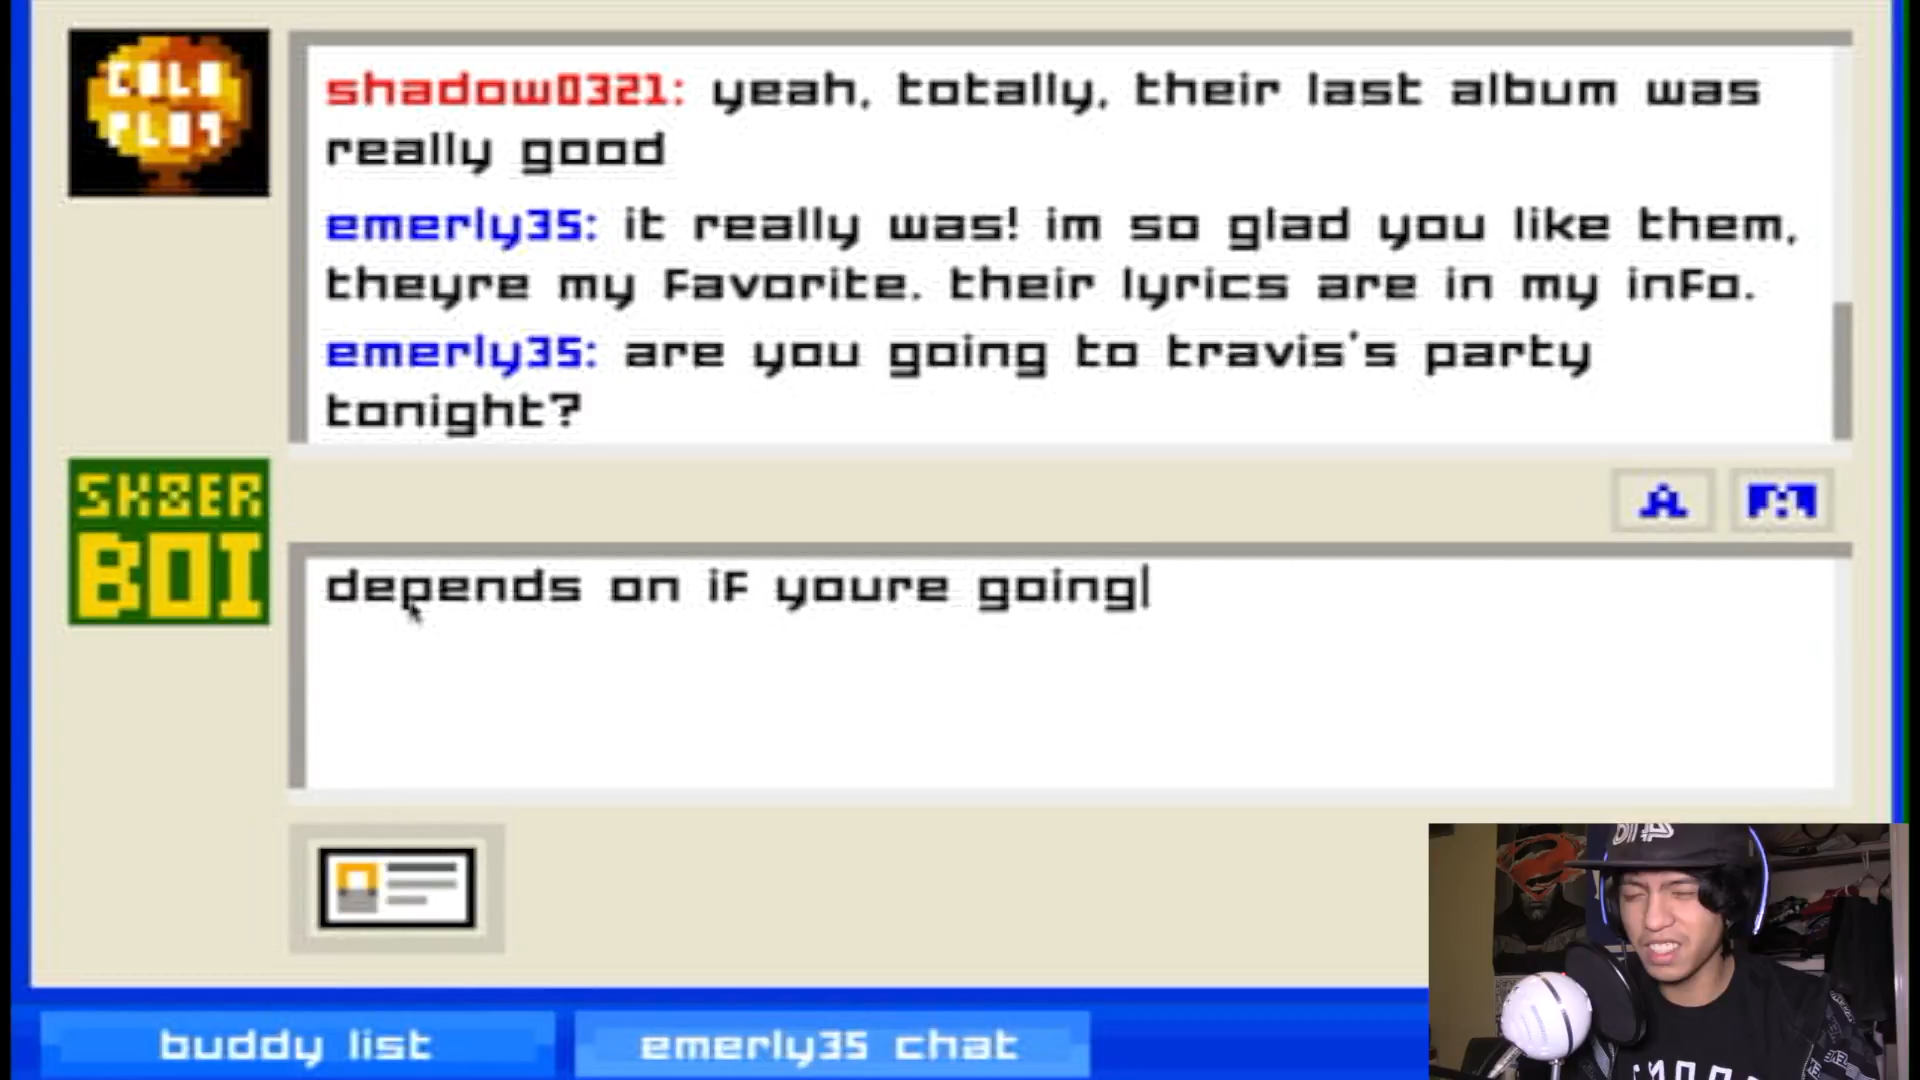 COLD
PLAY
shadow0321: yeah, totally, their last album was
really good
emerly35: it really was! im so glad you like them,
theyre my favorite. their lyrics are in my info.
emerly35: are you going to travis's party
tonight?
SK8ER
BOI
A
depends on if youre going
buddy list
emerly35 chat